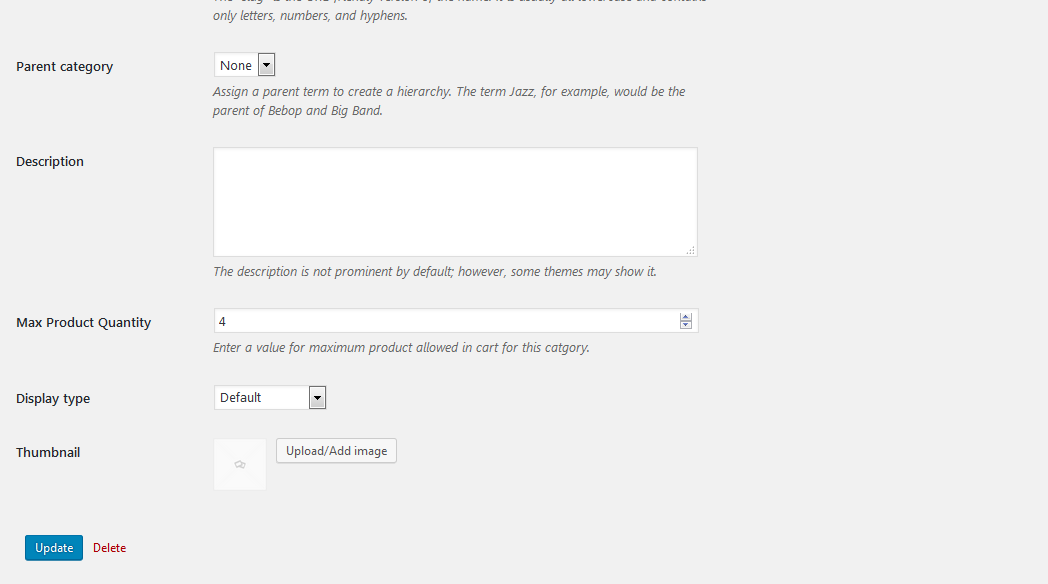 only letters, numbers, and hyphens.
Parent category
None
Assign a parent term to create a hierarchy. The term Jazz, for example, would be the
parent of Bebop and Big Band.
Description
The description is not prominent by default; however, some themes may show it.
Max Product Quantity
4
Enter a value for maximum product allowed in cart for this catgory.
Display type
Default
Thumbnail
Upload/Add image
Update Delete